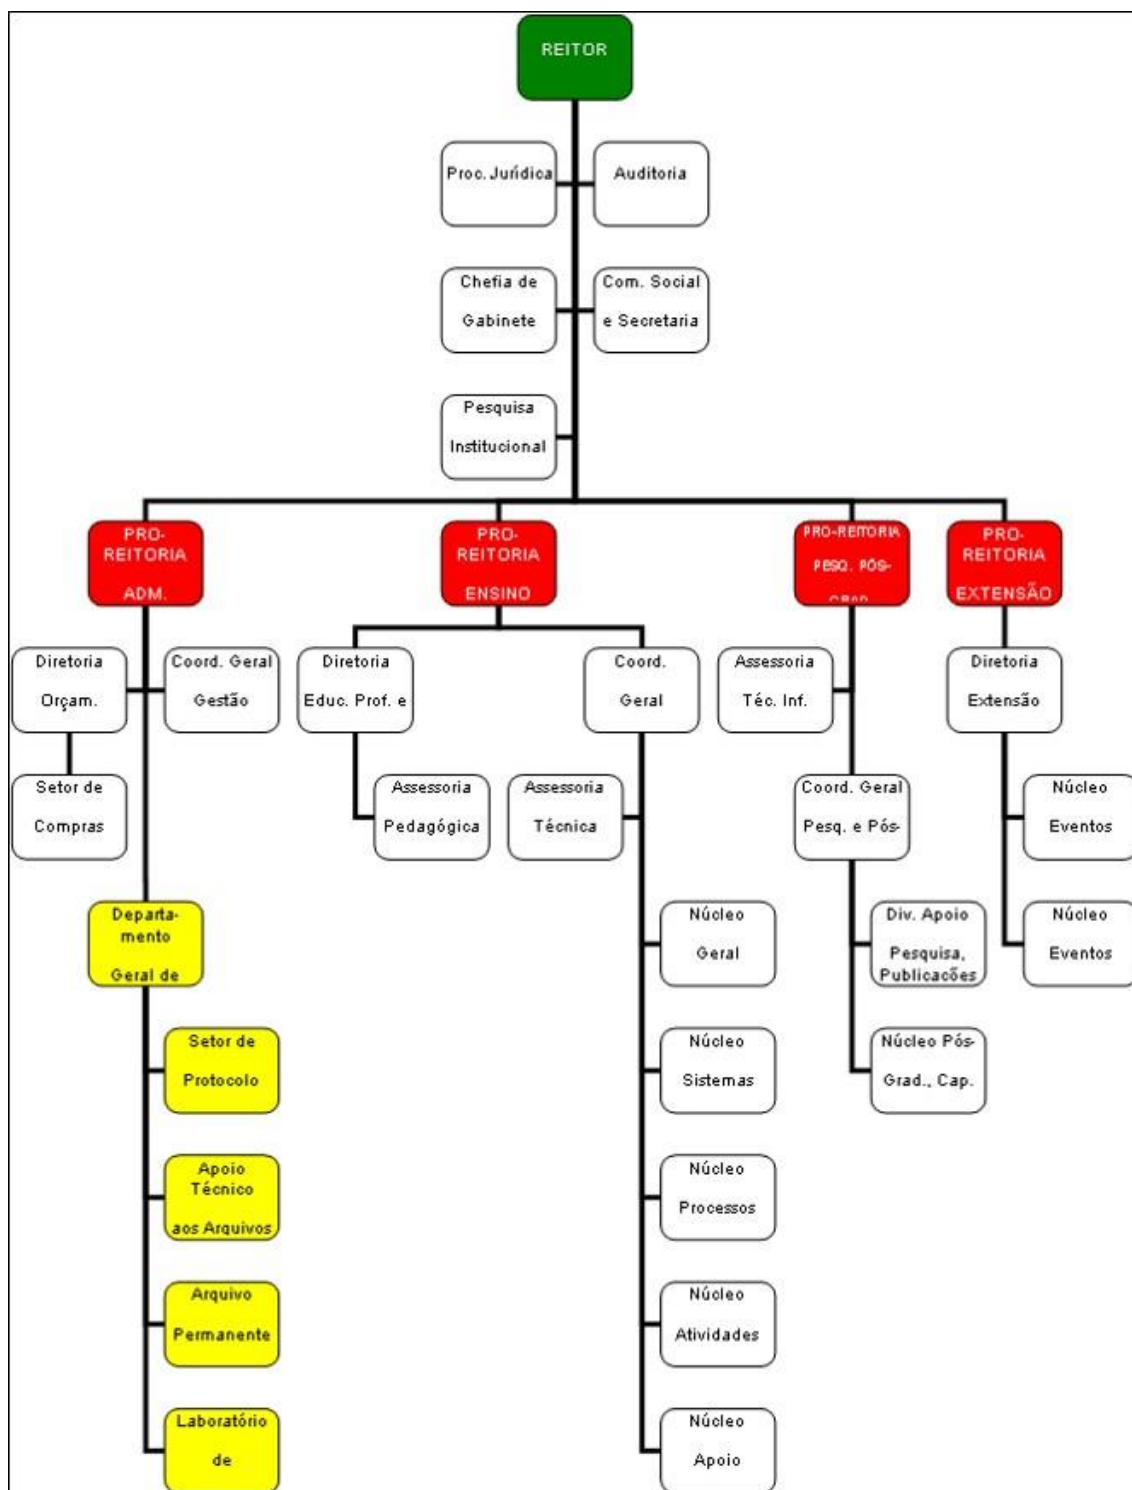 REITOR
Proc. Jurídica
Auditoria
Chefia de
Gabinete
Com. Social
e Secretaria
Pesquisa
Institucional
PRO-
REITORIA
ADM.
PRO-
REITORIA
ENSINO
PRO-REITORIA
PESQ. PÓS-
GRAD.
PRO-
REITORIA
EXTENSÃO
Diretoria
Orçam.
Coord. Geral
Gestão
Diretoria
Educ. Prof. e
Coord.
Geral
Assessoria
Téc. Inf.
Diretoria
Extensão
Setor de
Compras
Assessoria
Pedagógica
Assessoria
Técnica
Coord. Geral
Pesq. e Pós-
Núcleo
Eventos
Departa-
mento
Geral de
Núcleo
Geral
Div. Apoio
Pesquisa,
Publicações
Núcleo
Eventos
Setor de
Protocolo
Núcleo
Sistemas
Núcleo Pós-
Grad., Cap.
Apoio
Técnico
aos Arquivos
Núcleo
Processos
Arquivo
Permanente
Núcleo
Atividades
Laboratório
de
Núcleo
Apoio